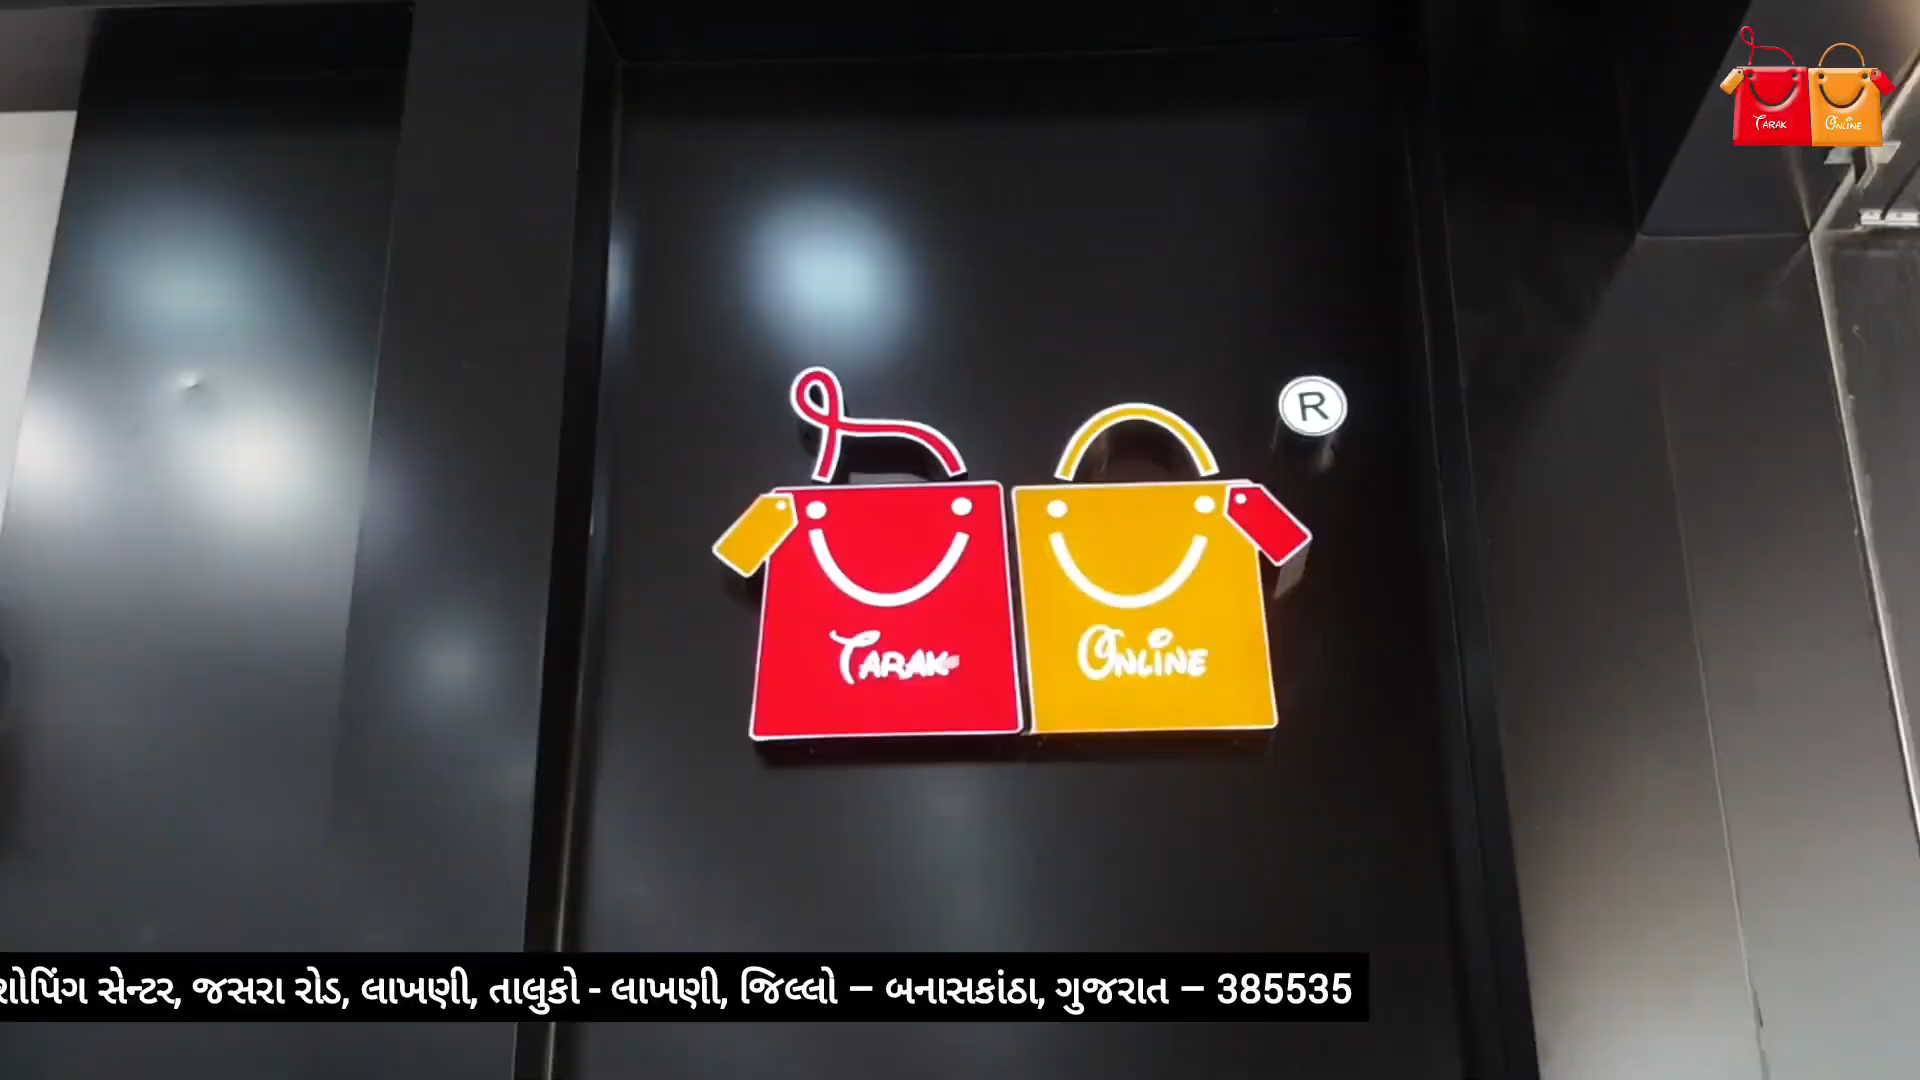 TARAK ONLINE
R
TARAK
ONLINE
શોપિંગ સેન્ટર, જસરા રોડ, લાખણી, તાલુકો - લાખણી, જિલ્લો – બનાસકાંઠા, ગુજરાત – 385535